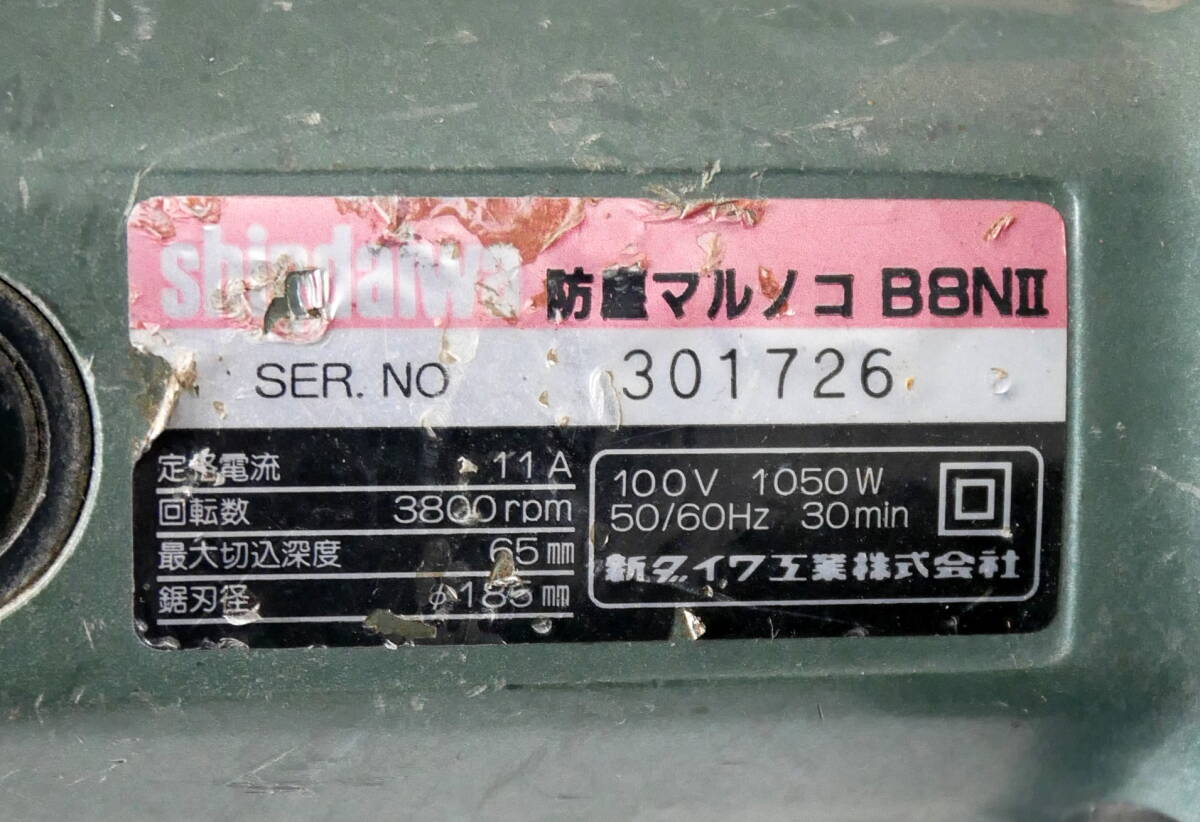 shindaiwa 防塵マルノコ B8NⅡ
SER. NO 301726
定格電流 11A
回転数 3800rpm
最大切込深度 65mm
鋸刃径 φ185mm
100V 1050W
50/60Hz 30min
新ダイワ工業株式会社